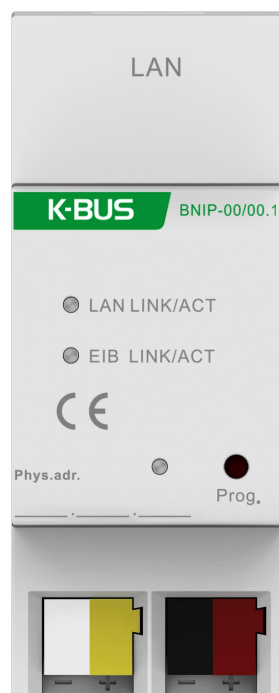 LAN
K-BUS BNIP-00/00.1
LAN LINK/ACT
EIB LINK/ACT
CE
Phys.adr.
Prog.
_._._
− + − +